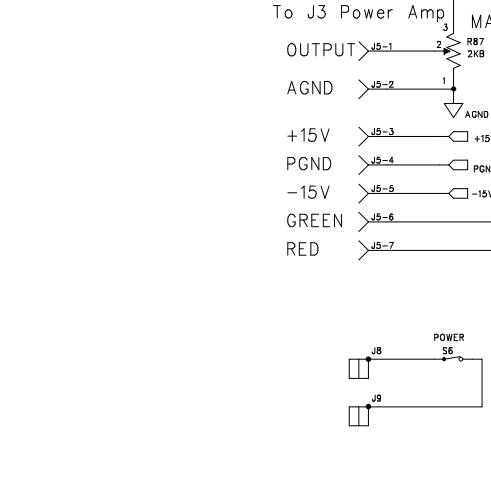 To J3 Power Amp
MA
3
R87
2KB
2
OUTPUT J5-1
1
AGND J5-2
AGND
+15V J5-3 +15
PGND J5-4 PGN
-15V J5-5 -15V
GREEN J5-6
RED J5-7
POWER
J8 S6
J9